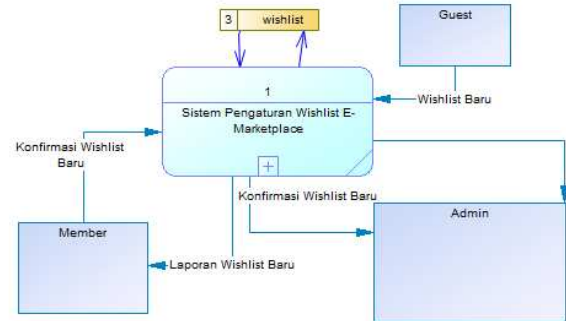 3 wishlist
Guest
1
Sistem Pengaturan Wishlist E-
Marketplace
Wishlist Baru
Konfirmasi Wishlist
Baru
Konfirmasi Wishlist Baru
Member
Admin
Laporan Wishlist Baru